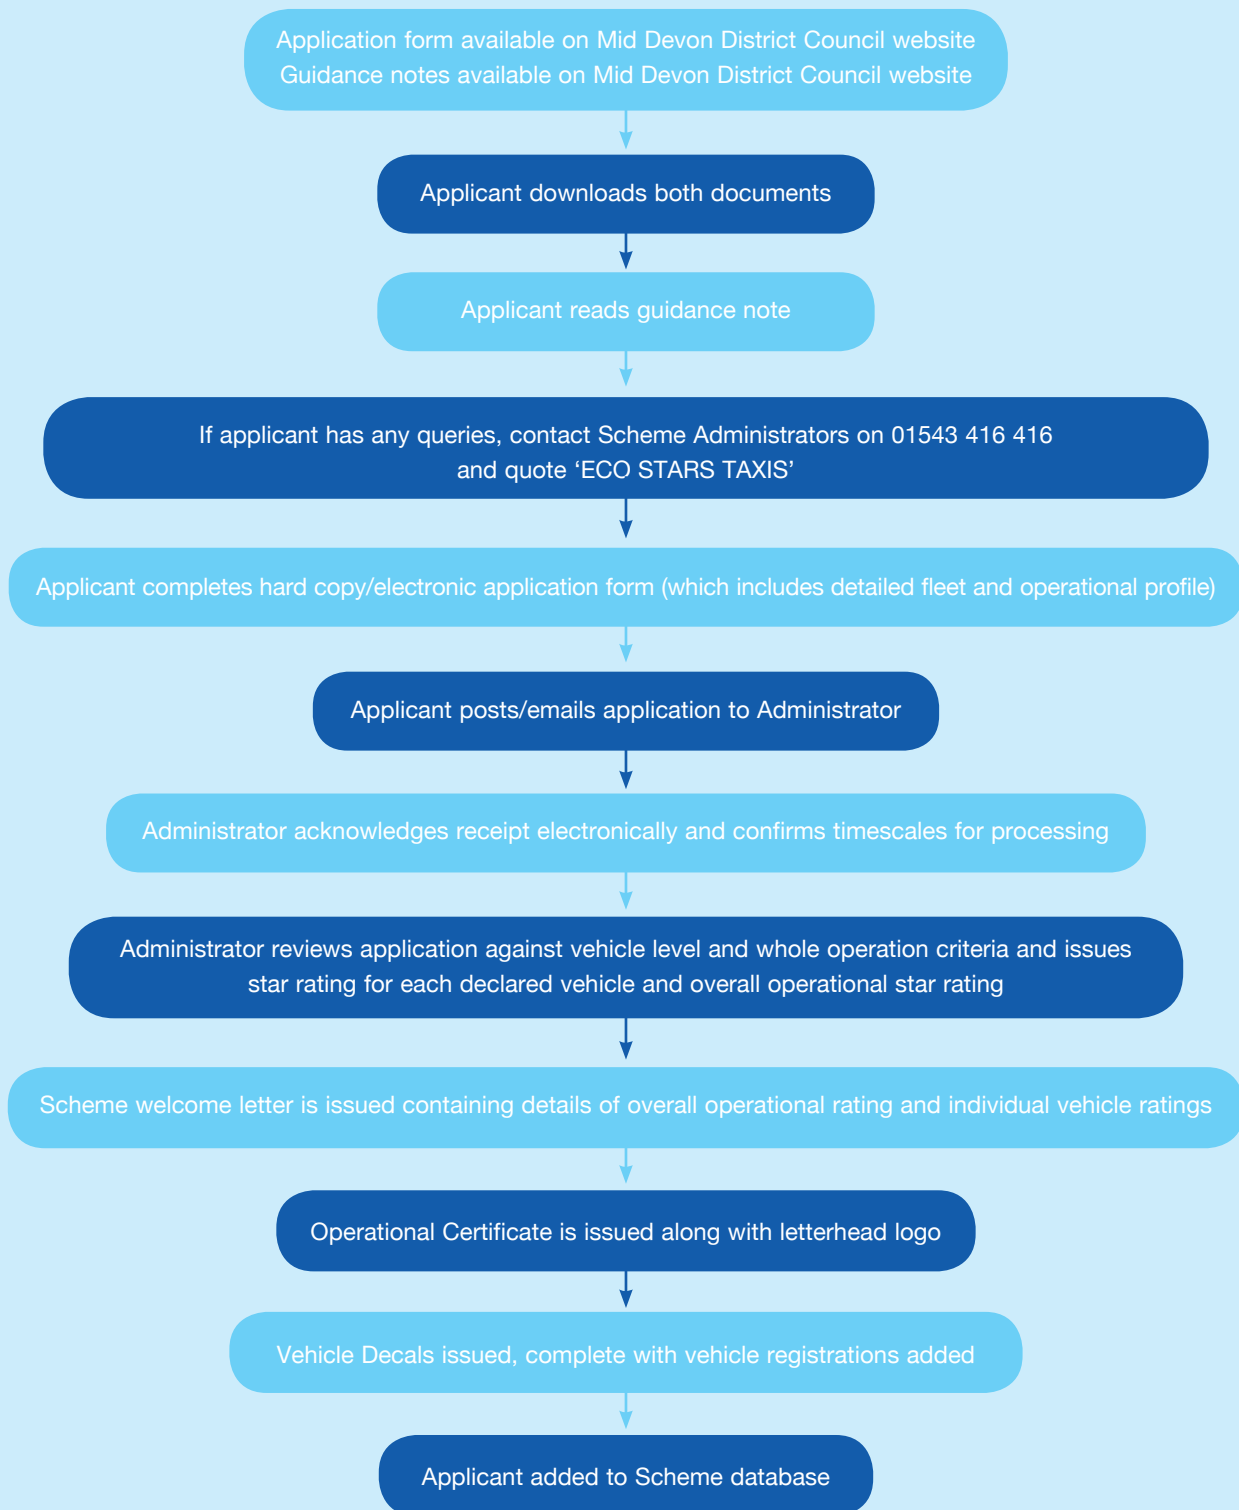 Application form available on Mid Devon District Council website
Guidance notes available on Mid Devon District Council website
Applicant downloads both documents
Applicant reads guidance note
If applicant has any queries, contact Scheme Administrators on 01543 416 416
and quote ‘ECO STARS TAXIS’
Applicant completes hard copy/electronic application form (which includes detailed fleet and operational profile)
Applicant posts/emails application to Administrator
Administrator acknowledges receipt electronically and confirms timescales for processing
Administrator reviews application against vehicle level and whole operation criteria and issues
star rating for each declared vehicle and overall operational star rating
Scheme welcome letter is issued containing details of overall operational rating and individual vehicle ratings
Operational Certificate is issued along with letterhead logo
Vehicle Decals issued, complete with vehicle registrations added
Applicant added to Scheme database